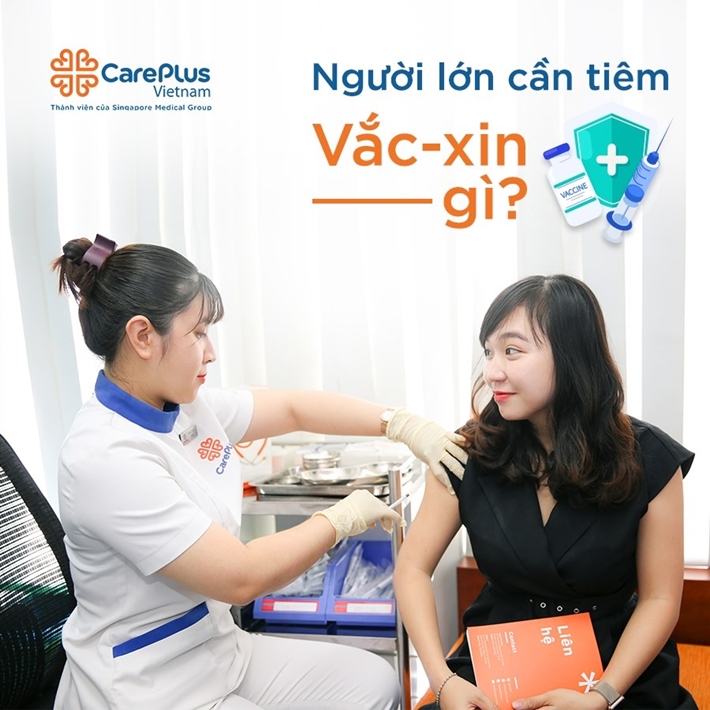 CarePlus
Vietnam
Thành viên của Singapore Medical Group
Người lớn cần tiêm
Vắc-xin
gì?
VACCINE
CarePlus
Liên
hệ
Contact